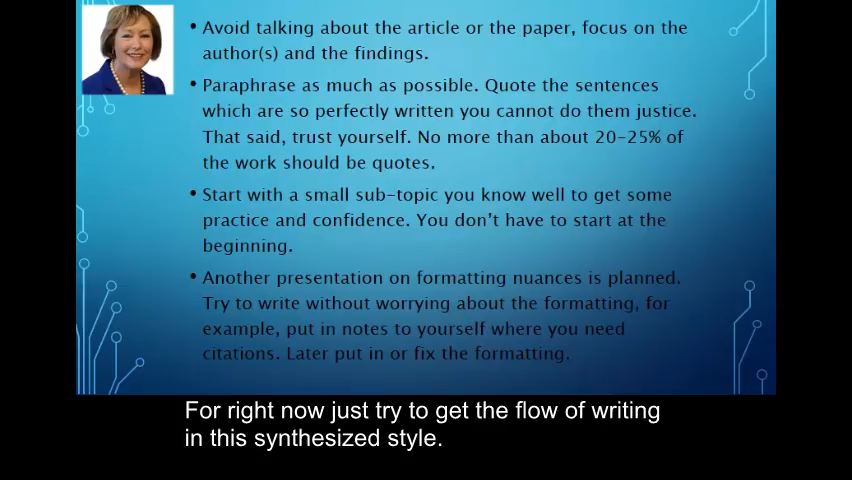 • Avoid talking about the article or the paper, focus on the
author(s) and the findings.
• Paraphrase as much as possible. Quote the sentences
which are so perfectly written you cannot do them justice.
That said, trust yourself. No more than about 20-25% of
the work should be quotes.
• Start with a small sub-topic you know well to get some
practice and confidence. You don't have to start at the
beginning.
• Another presentation on formatting nuances is planned.
Try to write without worrying about the formatting, for
example, put in notes to yourself where you need
citations. Later put in or fix the formatting.
For right now just try to get the flow of writing
in this synthesized style.